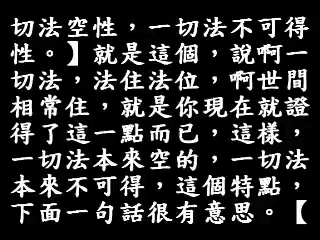 切法空性，一切法不可得
性。】就是這個，說啊一
切法，法住法位，啊世間
相常住，就是你現在就證
得了這一點而已，這樣，
一切法本來空的，一切法
本來不可得，這個特點，
下面一句話很有意思。【